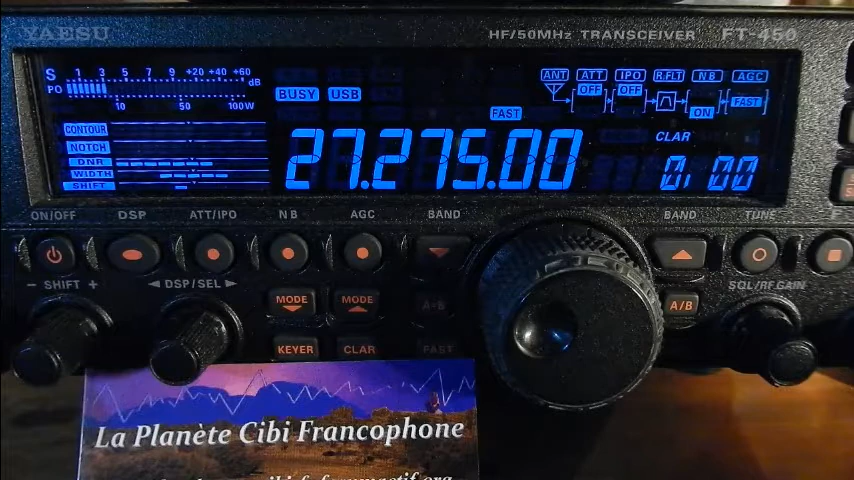 YAESU
HF/50MHz TRANSCEIVER FT-450
S 1 3 5 7 9 +20 +40 +60 dB
PO
10 50 100W
BUSY USB
ANT ATT IPO R.FLT NB AGC
OFF OFF
ON FAST
FAST
CONTOUR
NOTCH
DNR
WIDTH
SHIFT
27.275.00
CLAR
0.00
ON/OFF DSP ATT/IPO NB AGC BAND BAND TUNE
- SHIFT + ◄ DSP/SEL ►
MODE MODE A=B
SQL/RF GAIN
A/B
KEYER CLAR FAST
La Planète Cibi Francophone